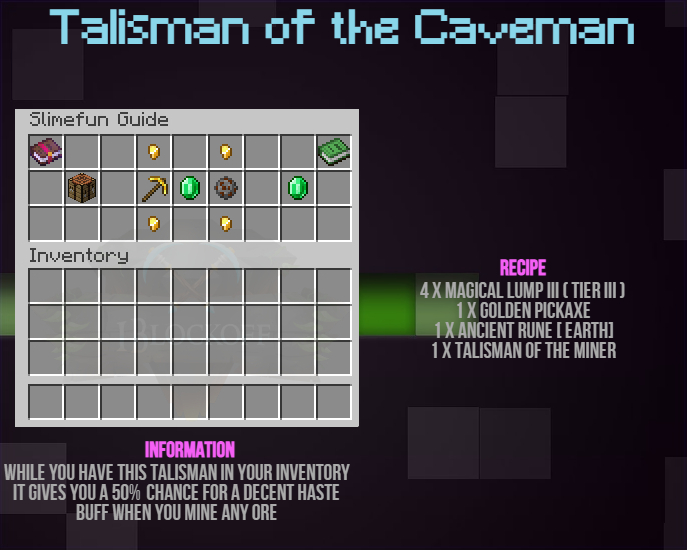 Talisman of the Caveman
Slimefun Guide
Inventory
IBLOCKOFF
RECIPE
4 X MAGICAL LUMP III ( TIER III )
1 X GOLDEN PICKAXE
1 X ANCIENT RUNE [ EARTH]
1 X TALISMAN OF THE MINER
INFORMATION
WHILE YOU HAVE THIS TALISMAN IN YOUR INVENTORY
IT GIVES YOU A 50% CHANCE FOR A DECENT HASTE
BUFF WHEN YOU MINE ANY ORE